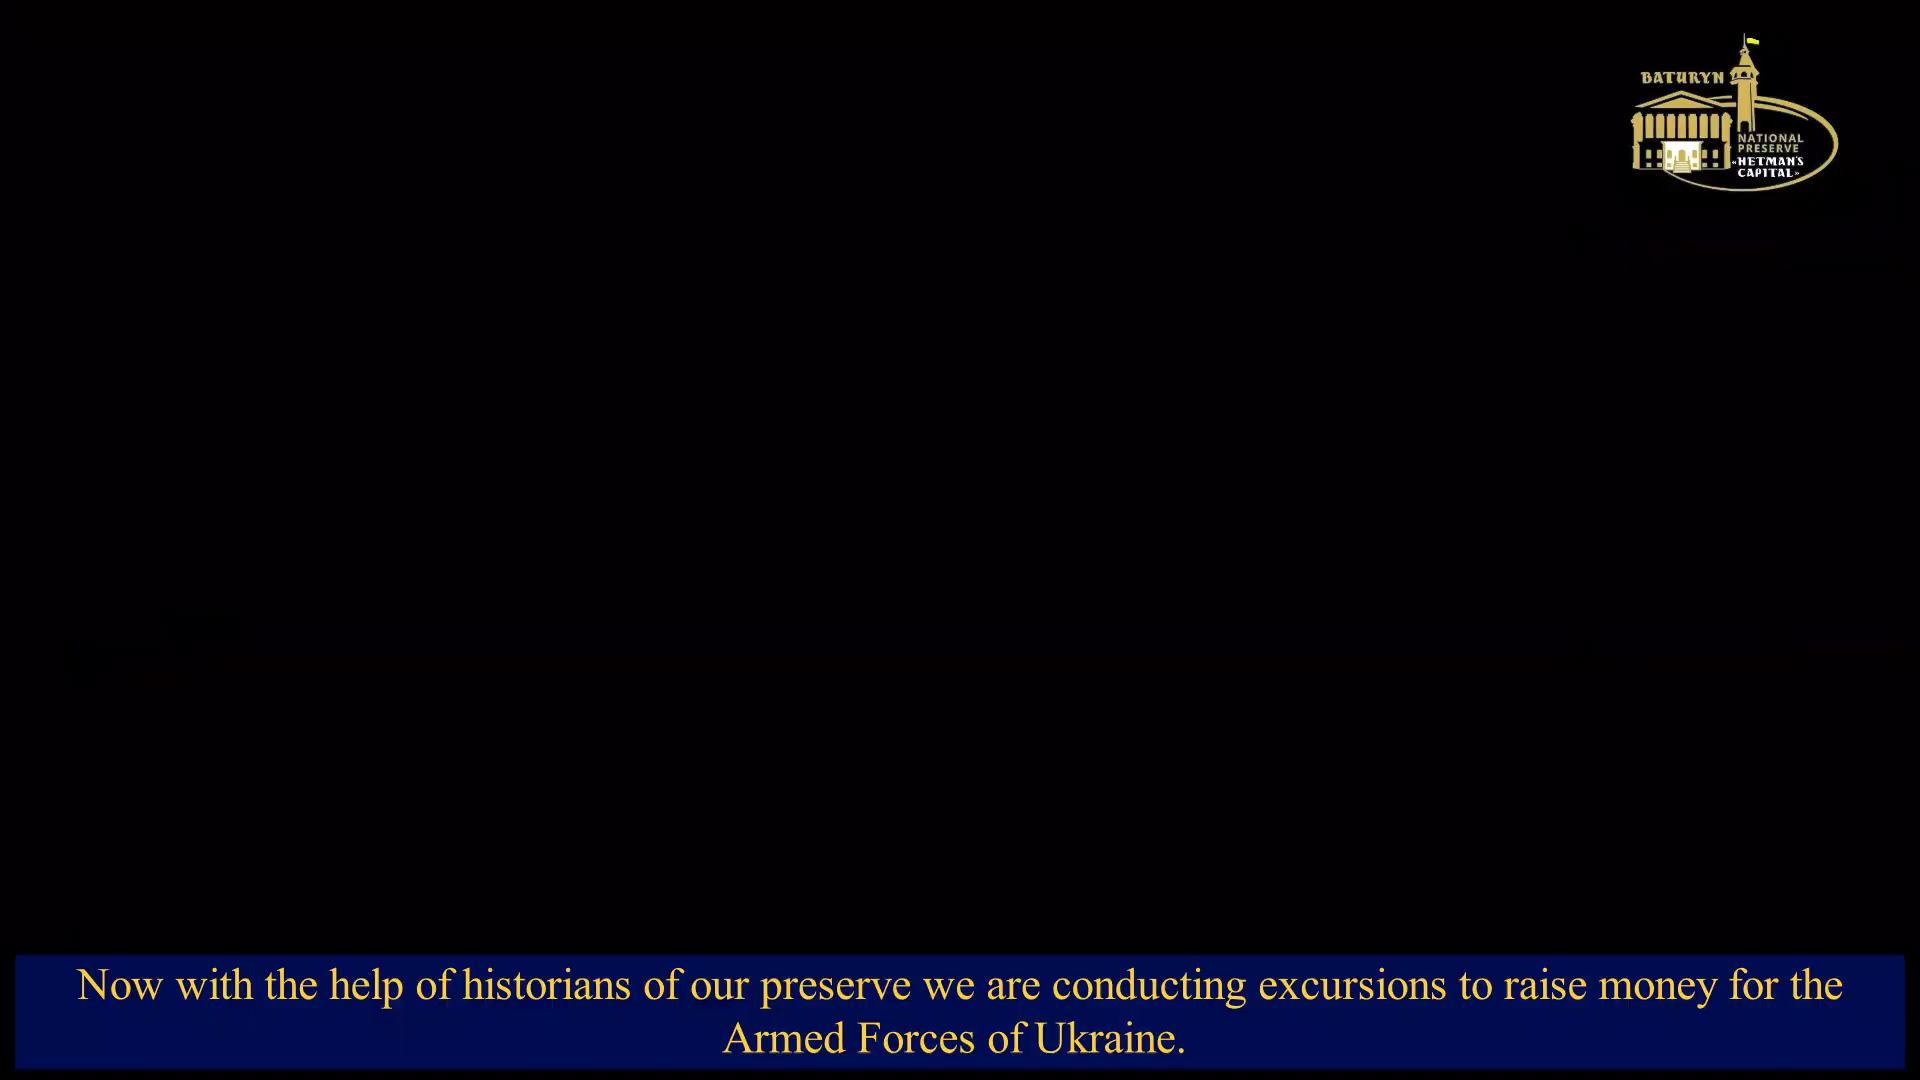 BATURYN
NATIONAL
PRESERVE
«HETMAN'S
CAPITAL»
Now with the help of historians of our preserve we are conducting excursions to raise money for the
Armed Forces of Ukraine.